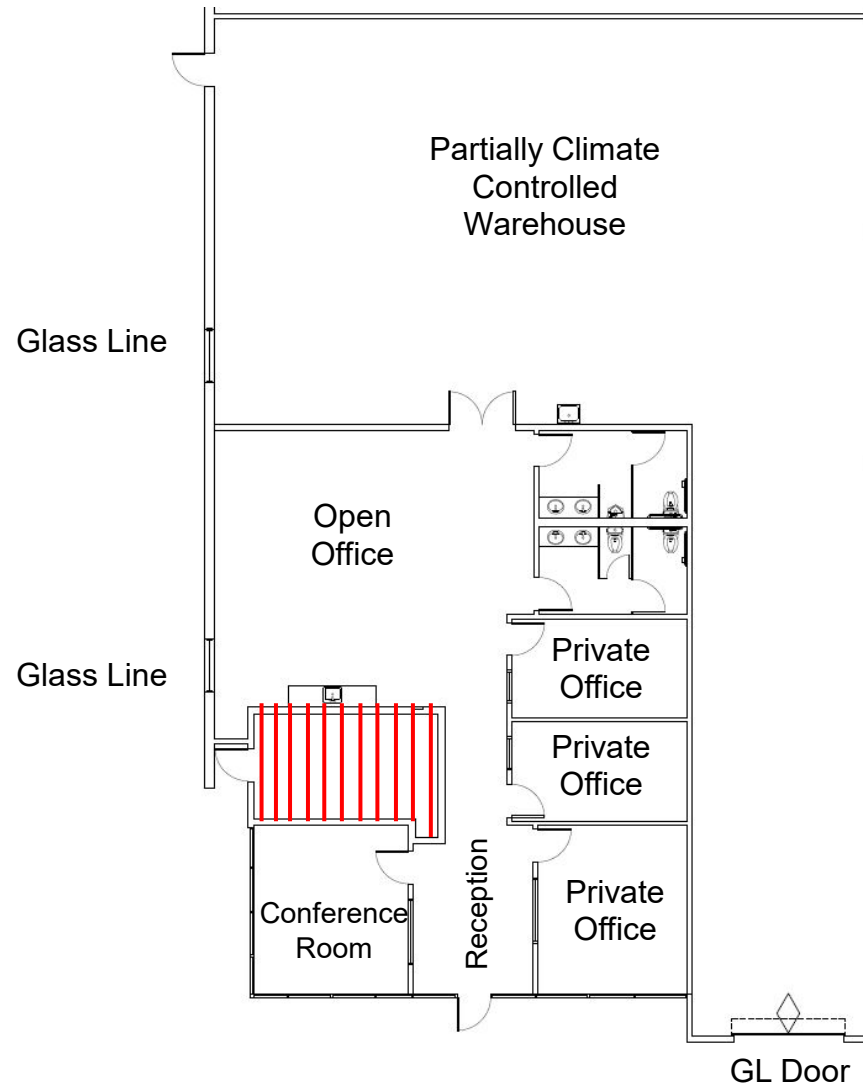 Partially Climate
Controlled
Warehouse
Glass Line
Open
Office
Glass Line
Private
Office
Private
Office
Conference
Room
Reception
Private
Office
GL Door